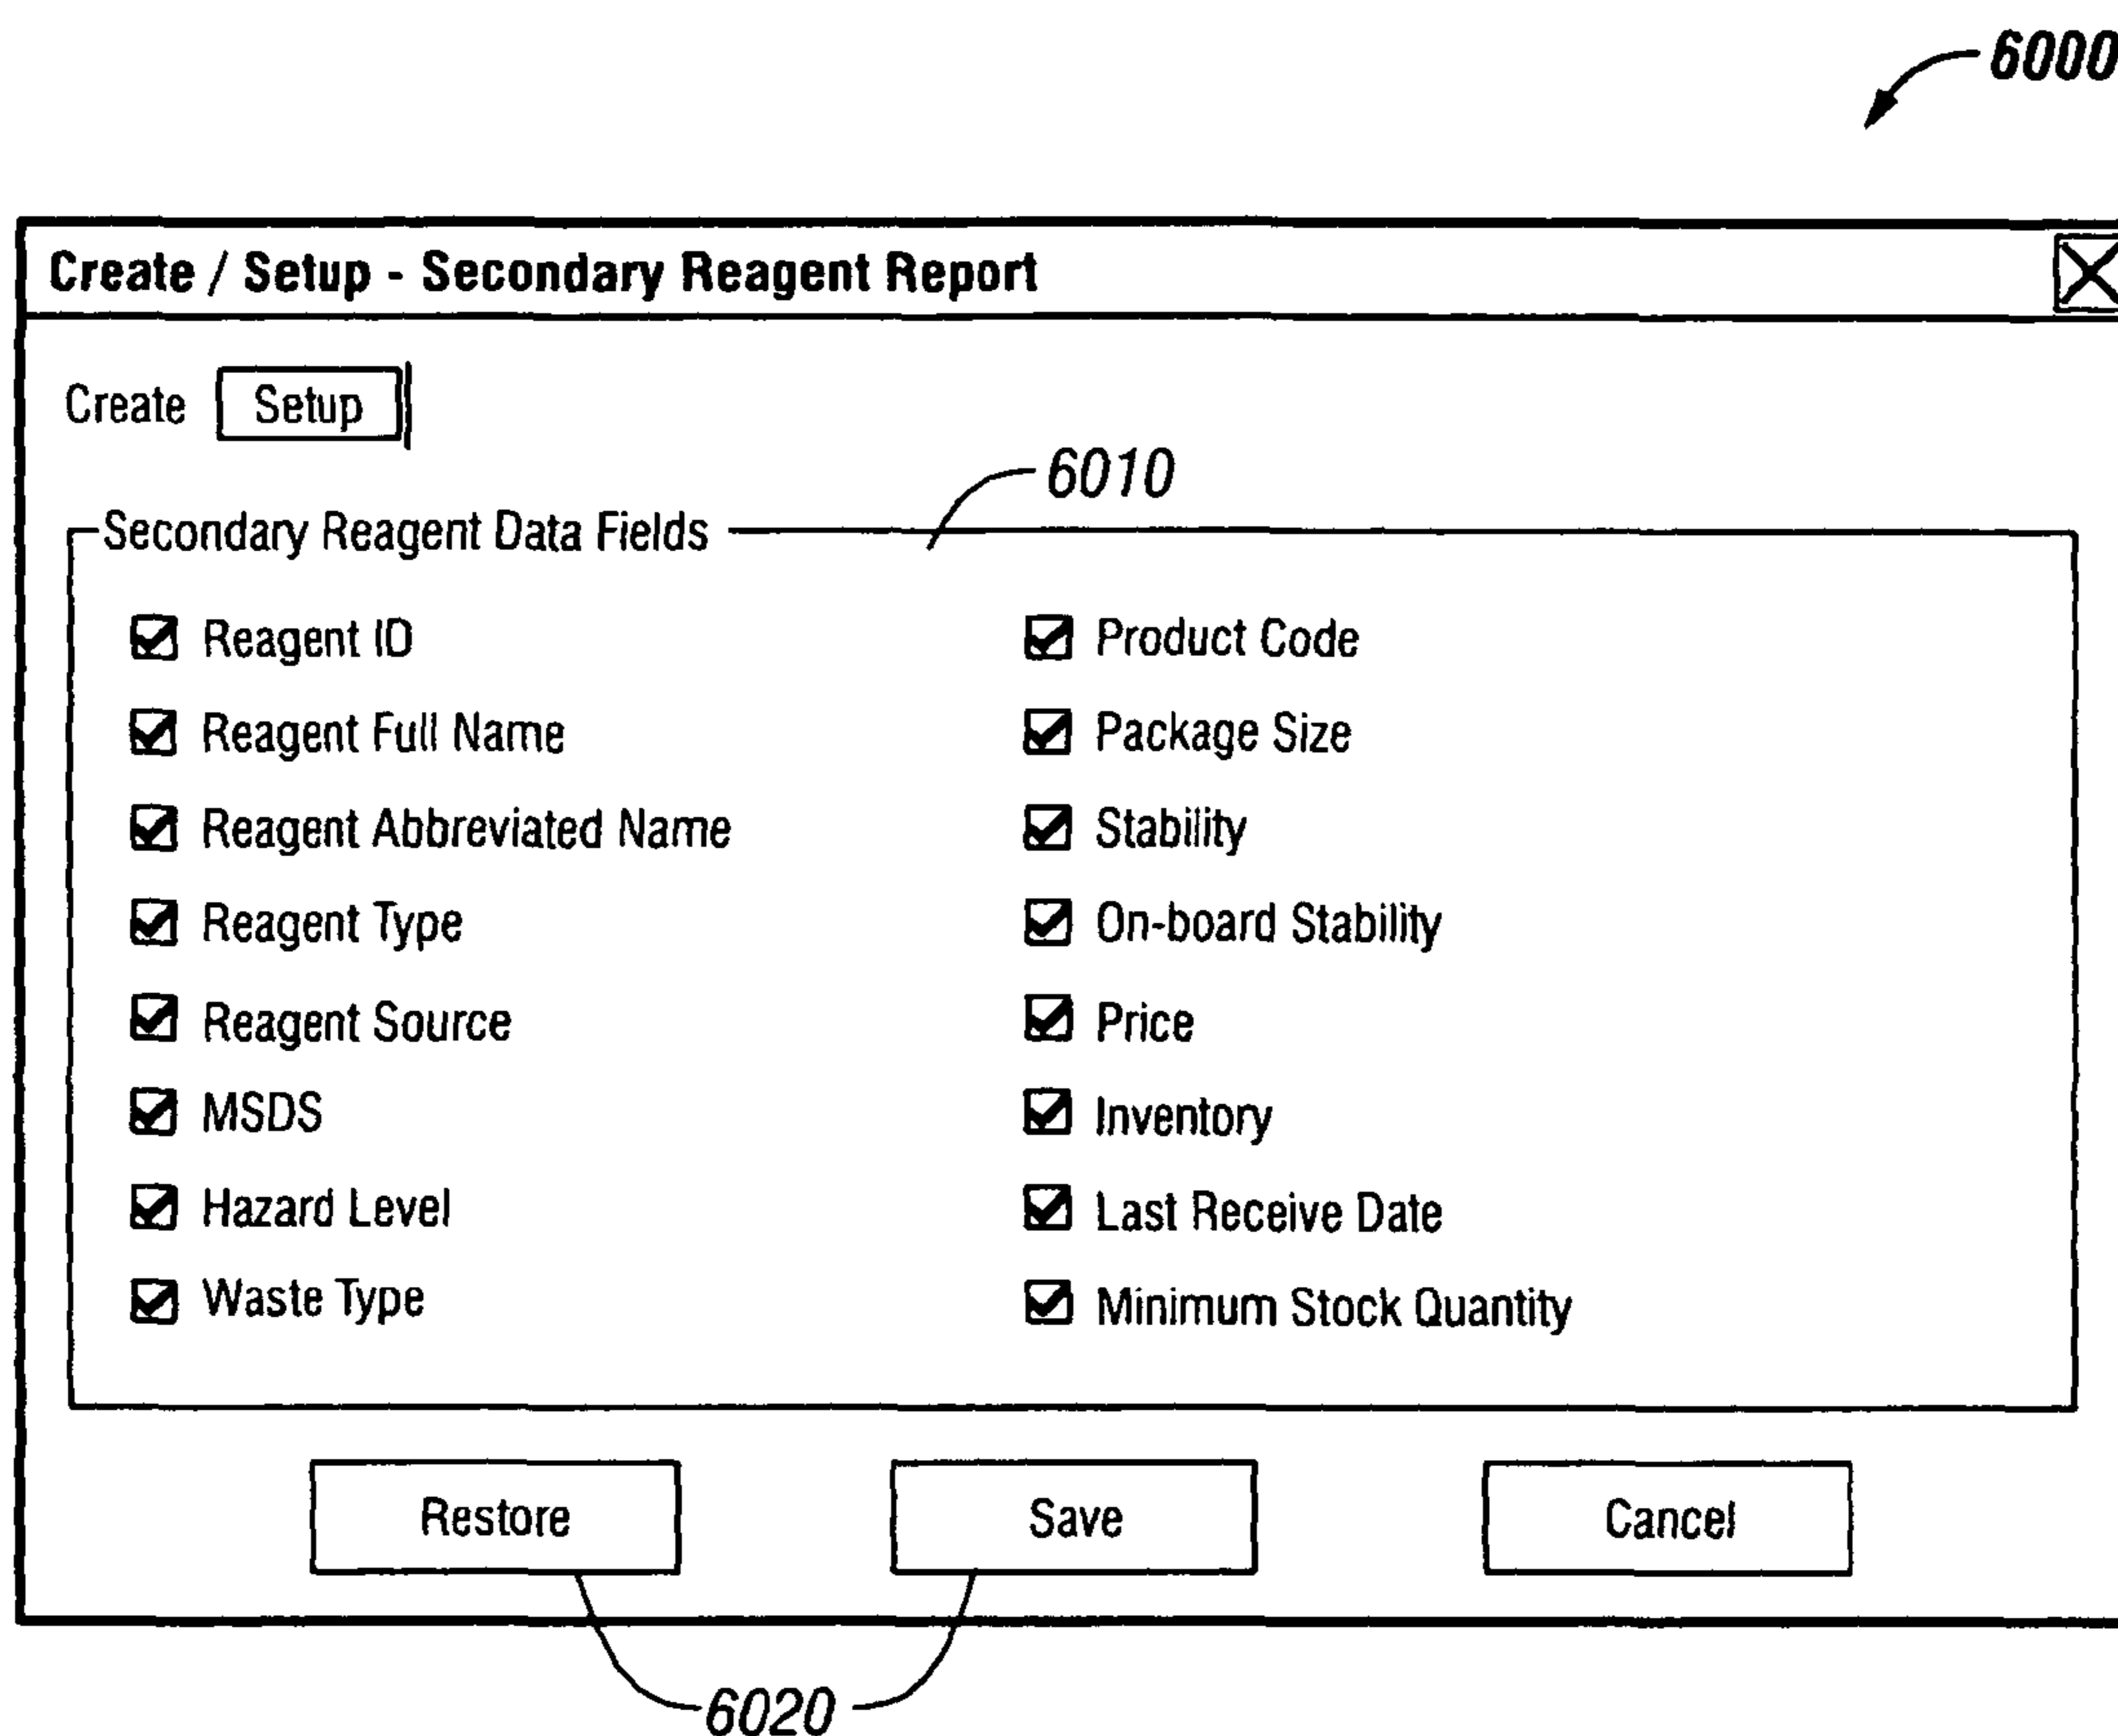 6000
Create / Setup - Secondary Reagent Report
Create Setup
6010
Secondary Reagent Data Fields
Reagent ID
Reagent Full Name
Reagent Abbreviated Name
Reagent Type
Reagent Source
MSDS
Hazard Level
Waste Type
Product Code
Package Size
Stability
On-board Stability
Price
Inventory
Last Receive Date
Minimum Stock Quantity
Restore Save Cancel
6020